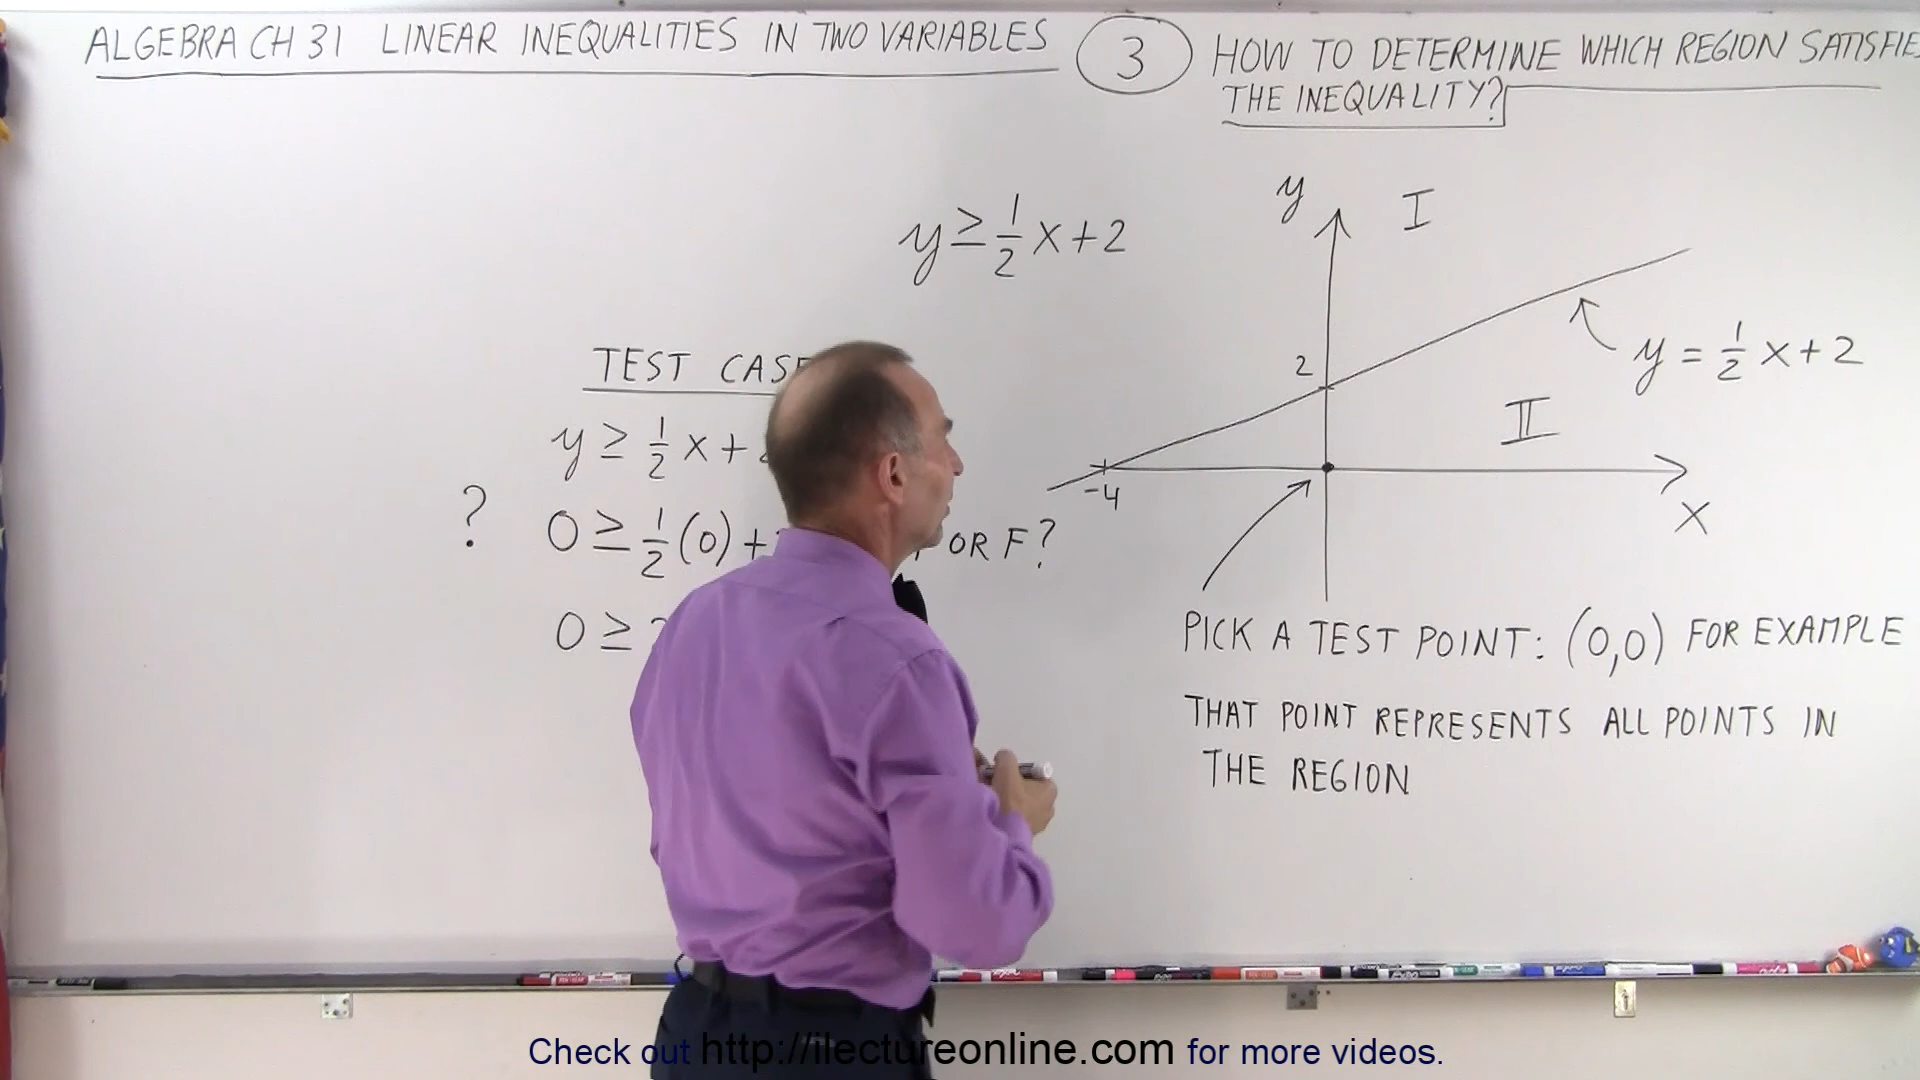 ALGEBRA CH 31 LINEAR INEQUALITIES IN TWO VARIABLES
3
HOW TO DETERMINE WHICH REGION SATISFIES
THE INEQUALITY?
y ≥ 1/2 x + 2
y
I
y = 1/2 x + 2
2
II
-4
x
TEST CASE
y ≥ 1/2 x +
? 0 ≥ 1/2 (0) + OR F?
0 ≥
PICK A TEST POINT: (0,0) FOR EXAMPLE
THAT POINT REPRESENTS ALL POINTS IN
THE REGION
Check out http://ilectureonline.com for more videos.